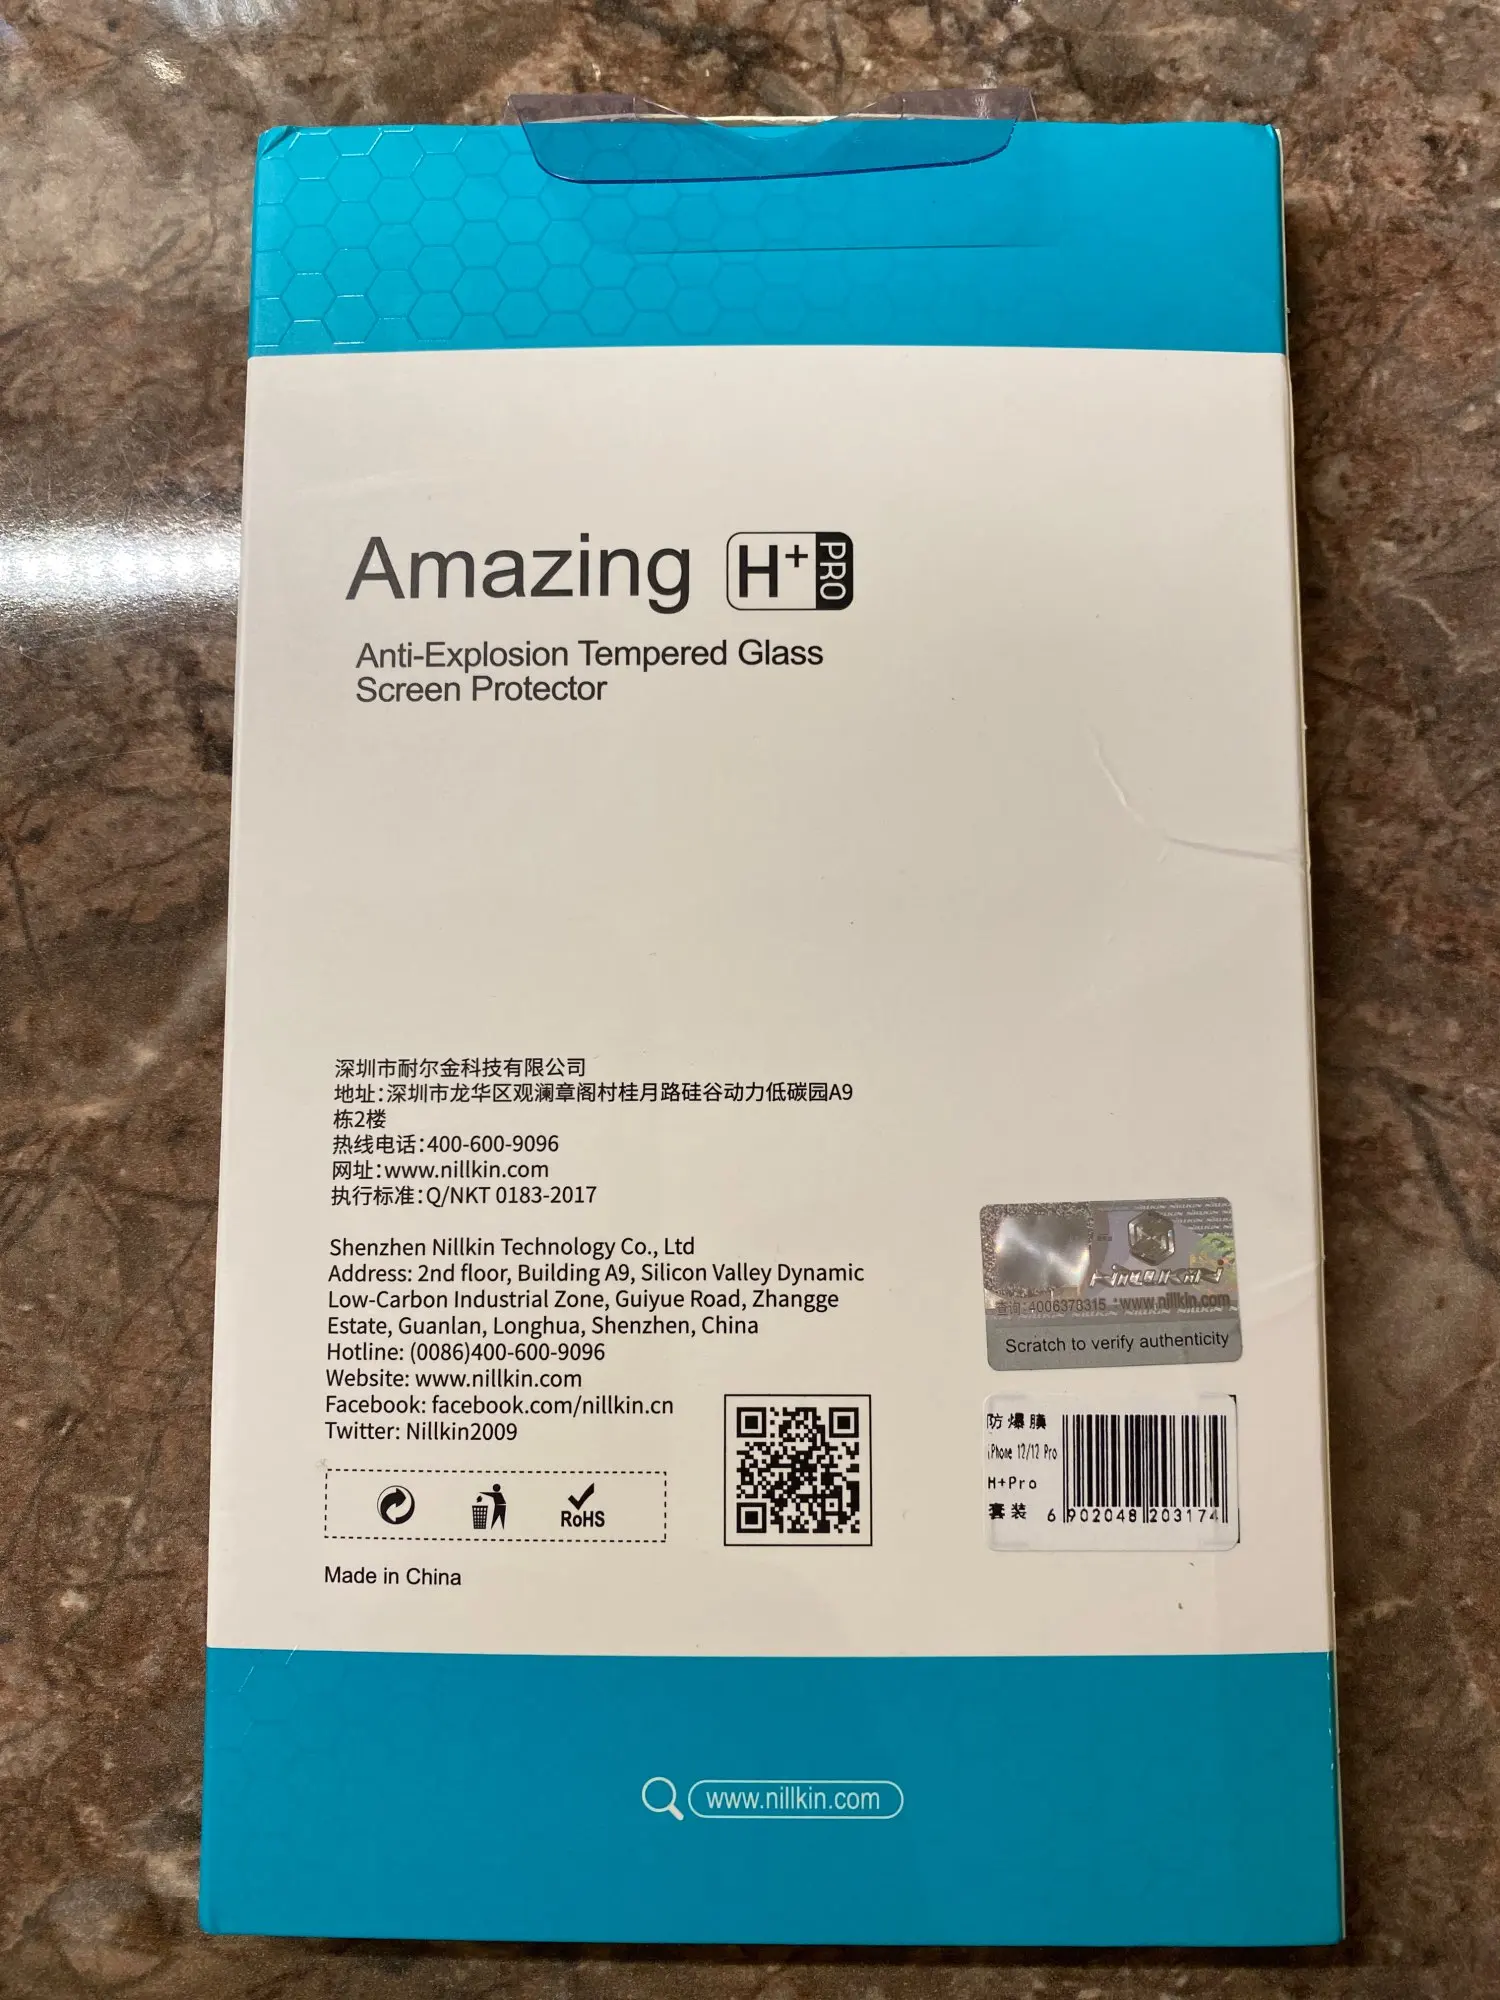 Amazing H+ PRO
Anti-Explosion Tempered Glass
Screen Protector
深圳市耐尔金科技有限公司
地址:深圳市龙华区观澜章阁村桂月路硅谷动力低碳园A9
栋2楼
热线电话:400-600-9096
网址:www.nillkin.com
执行标准:Q/NKT 0183-2017
Shenzhen Nillkin Technology Co., Ltd
Address: 2nd floor, Building A9, Silicon Valley Dynamic
Low-Carbon Industrial Zone, Guiyue Road, Zhangge
Estate, Guanlan, Longhua, Shenzhen, China
Hotline: (0086)400-600-9096
Website: www.nillkin.com
Facebook: facebook.com/nillkin.cn
Twitter: Nillkin2009
RoHS
Made in China
NILLKIN
查询:4006378315 www.nillkin.com
Scratch to verify authenticity
防爆膜
iPhone 12/12 Pro
H+Pro
套装
6 902048 203174
www.nillkin.com